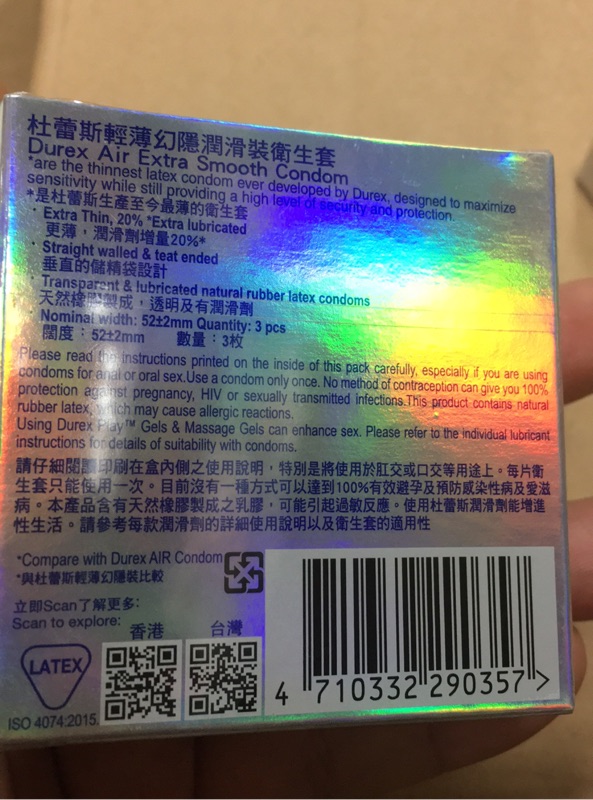 杜蕾斯輕薄幻隱潤滑裝衛生套
Durex Air Extra Smooth Condom
*are the thinnest latex condom ever developed by Durex, designed to maximize
sensitivity while still providing a high level of security and protection.
*是杜蕾斯生產至今最薄的衛生套
· Extra Thin, 20% *Extra lubricated
更薄，潤滑劑增量20%*
· Straight walled & teat ended
垂直的儲精袋設計
· Transparent & lubricated natural rubber latex condoms
天然橡膠製成，透明及有潤滑劑
· Nominal width: 52±2mm Quantity: 3 pcs
闊度：52±2mm 數量：3枚
Please read the instructions printed on the inside of this pack carefully, especially if you are using
condoms for anal or oral sex.Use a condom only once. No method of contraception can give you 100%
protection against pregnancy, HIV or sexually transmitted infections.This product contains natural
rubber latex, which may cause allergic reactions.
Using Durex Play™ Gels & Massage Gels can enhance sex. Please refer to the individual lubricant
instructions for details of suitability with condoms.
請仔細閱讀印刷在盒內側之使用說明，特別是將使用於肛交或口交等用途上。每片衛
生套只能使用一次。目前沒有一種方式可以達到100%有效避孕及預防感染性病及愛滋
病。本產品含有天然橡膠製成之乳膠，可能引起過敏反應。使用杜蕾斯潤滑劑能增進
性生活。請參考每款潤滑劑的詳細使用說明以及衛生套的適用性
*Compare with Durex AIR Condom
*與杜蕾斯輕薄幻隱裝比較
立即Scan了解更多:
Scan to explore:
香港 台灣
LATEX
ISO 4074:2015
4 710332 290357 >